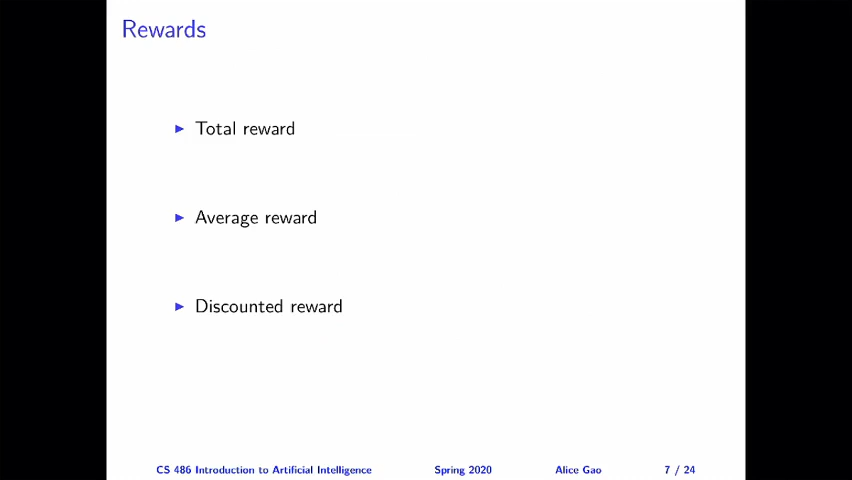 Rewards
Total reward
Average reward
Discounted reward
CS 486 Introduction to Artificial Intelligence Spring 2020 Alice Gao 7 / 24